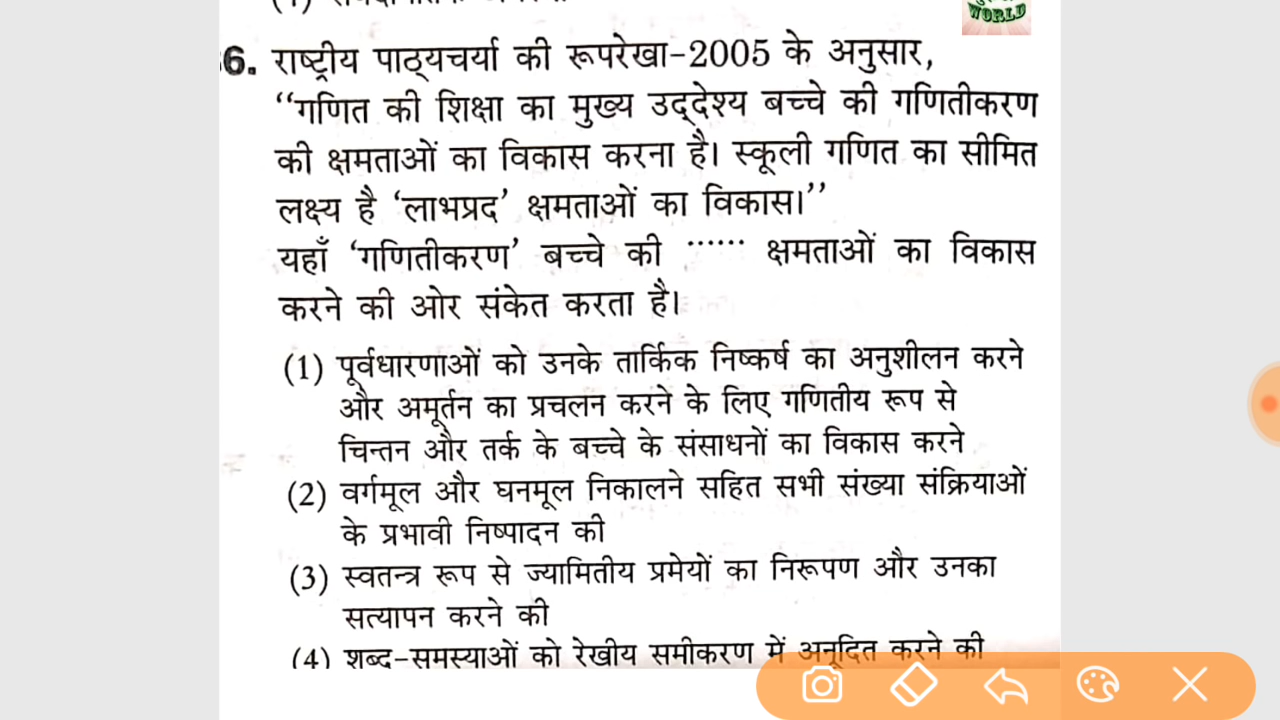 WORLD
6. राष्ट्रीय पाठ्यचर्या की रूपरेखा-2005 के अनुसार,
‘‘गणित की शिक्षा का मुख्य उद्देश्य बच्चे की गणितीकरण
की क्षमताओं का विकास करना है। स्कूली गणित का सीमित
लक्ष्य है ‘लाभप्रद’ क्षमताओं का विकास।’’
यहाँ ‘गणितीकरण’ बच्चे की ...... क्षमताओं का विकास
करने की ओर संकेत करता है।
(1) पूर्वधारणाओं को उनके तार्किक निष्कर्ष का अनुशीलन करने
और अमूर्तन का प्रचलन करने के लिए गणितीय रूप से
चिन्तन और तर्क के बच्चे के संसाधनों का विकास करने
(2) वर्गमूल और घनमूल निकालने सहित सभी संख्या संक्रियाओं
के प्रभावी निष्पादन की
(3) स्वतन्त्र रूप से ज्यामितीय प्रमेयों का निरूपण और उनका
सत्यापन करने की
(4) शब्द-समस्याओं को रेखीय समीकरण में अनूदित करने की